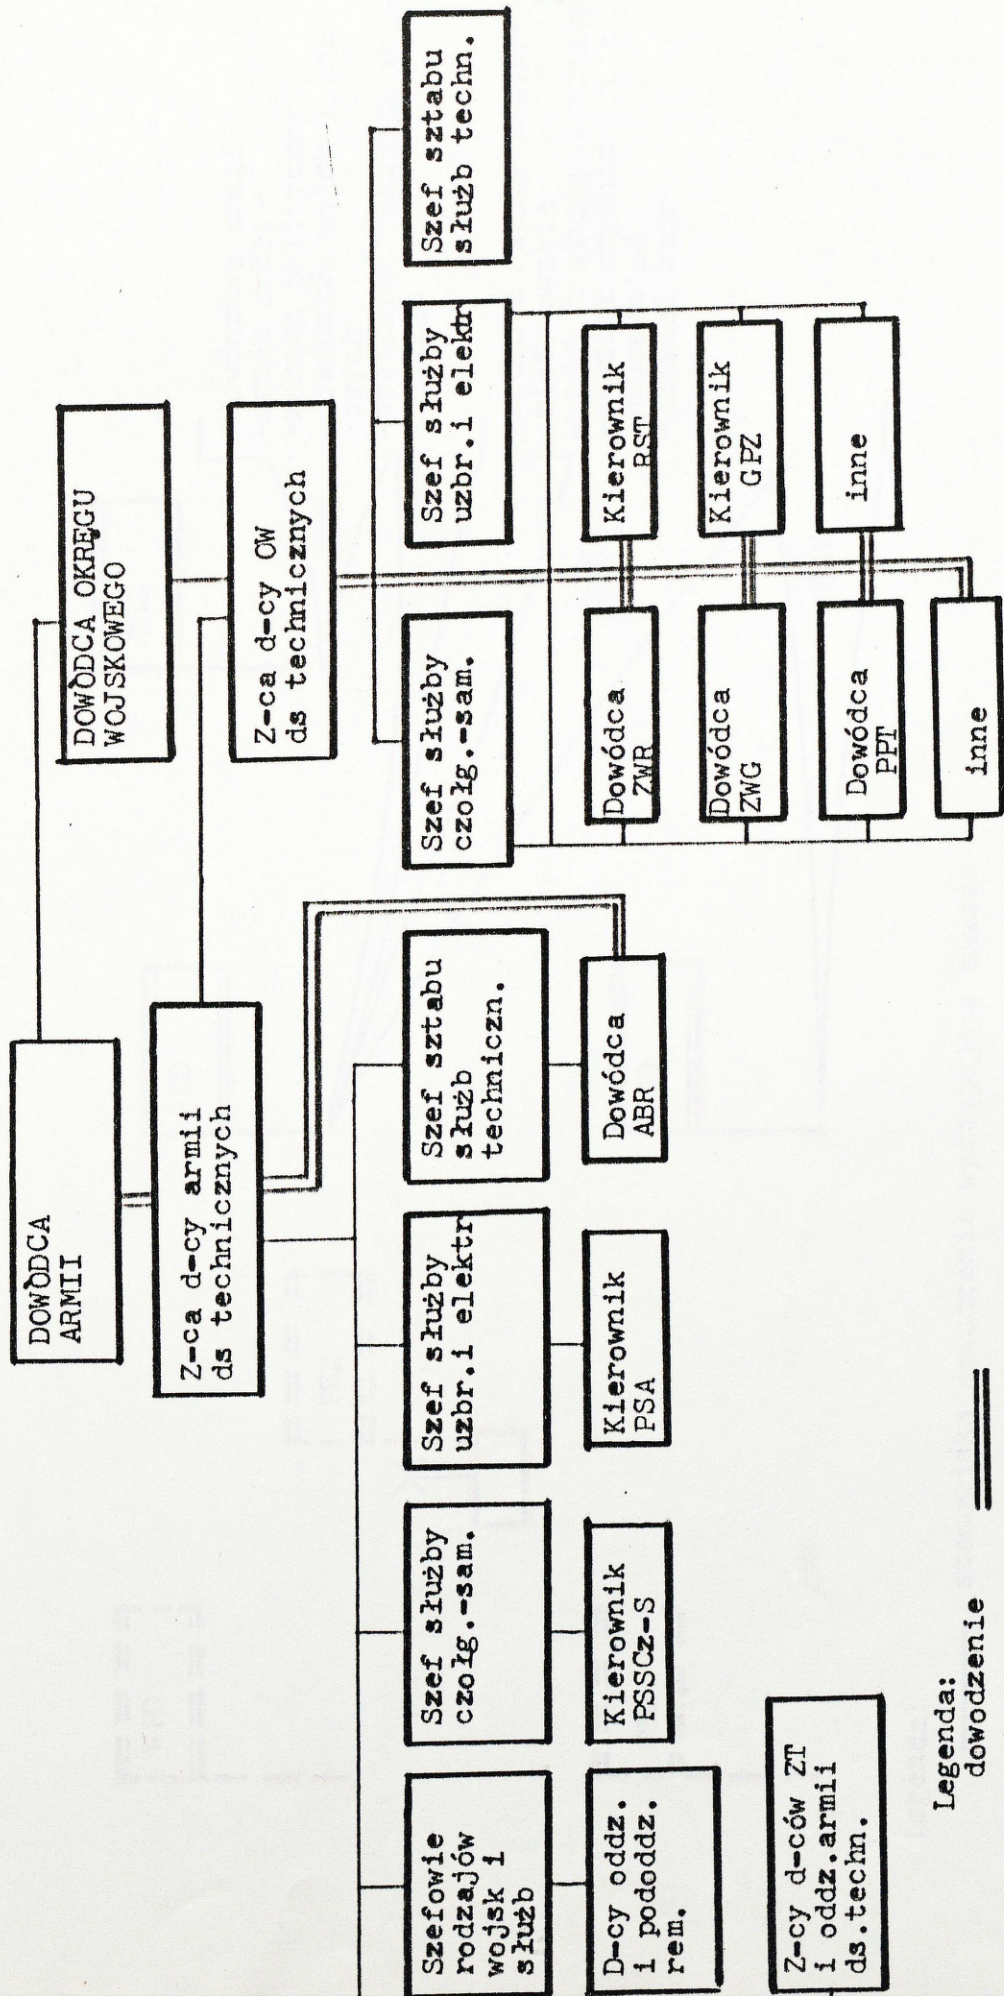 DOWÓDCA
ARMII
DOWÓDCA OKRĘGU
WOJSKOWEGO
Z-ca d-cy armii
ds technicznych
Z-ca d-cy OW
ds technicznych
Szefowie
rodzajów
wojsk i
służb
Szef służby
czołg.-sam.
Szef służby
uzbr.i elektr
Szef sztabu
służb
techniczn.
Szef służby
czołg.-sam.
Szef służby
uzbr.i elektr
Szef sztabu
służb techn.
D-cy oddz.
i pododdz.
rem.
Kierownik
PSSCz-S
Kierownik
PSA
Dowódca
ABR
Dowódca
ZWR
Kierownik
RST
Dowódca
ZWG
Kierownik
GPZ
Z-cy d-ców ZT
i oddz.armii
ds.techn.
Dowódca
PPT
inne
inne
Legenda:
dowodzenie